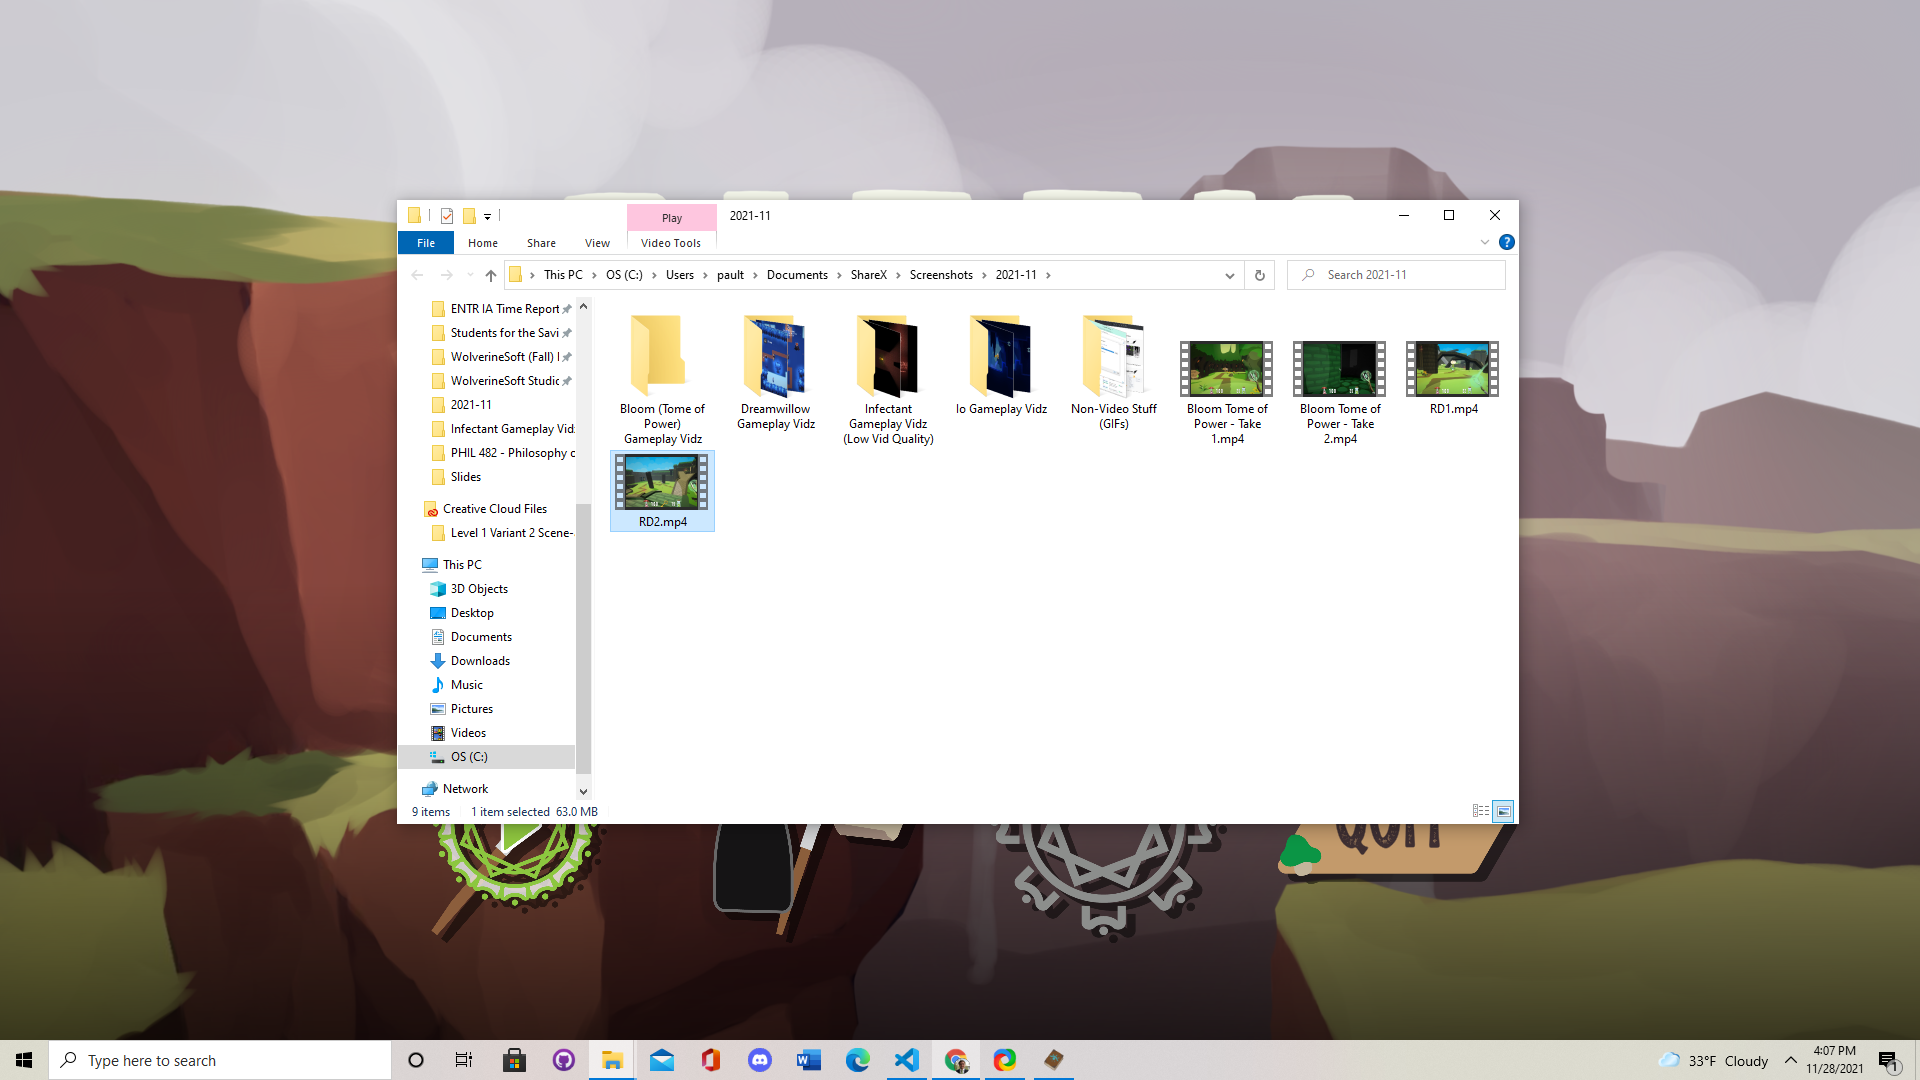 Play
2021-11
File
Home
Share
View
Video Tools
This PC
OS (C:)
Users
pault
Documents
ShareX
Screenshots
2021-11
Search 2021-11
ENTR IA Time Report
Students for the Savi
WolverineSoft (Fall)
WolverineSoft Studio
2021-11
Infectant Gameplay Vid
PHIL 482 - Philosophy
Slides
Creative Cloud Files
Level 1 Variant 2 Scene-
This PC
3D Objects
Desktop
Documents
Downloads
Music
Pictures
Videos
OS (C:)
Network
Bloom (Tome of
Power)
Gameplay Vidz
Dreamwillow
Gameplay Vidz
Infectant
Gameplay Vidz
(Low Vid Quality)
Io Gameplay Vidz
Non-Video Stuff
(GIFs)
Bloom Tome of
Power - Take
1.mp4
Bloom Tome of
Power - Take
2.mp4
RD1.mp4
RD2.mp4
9 items
1 item selected 63.0 MB
QUIT
Type here to search
33°F Cloudy
4:07 PM
11/28/2021
1